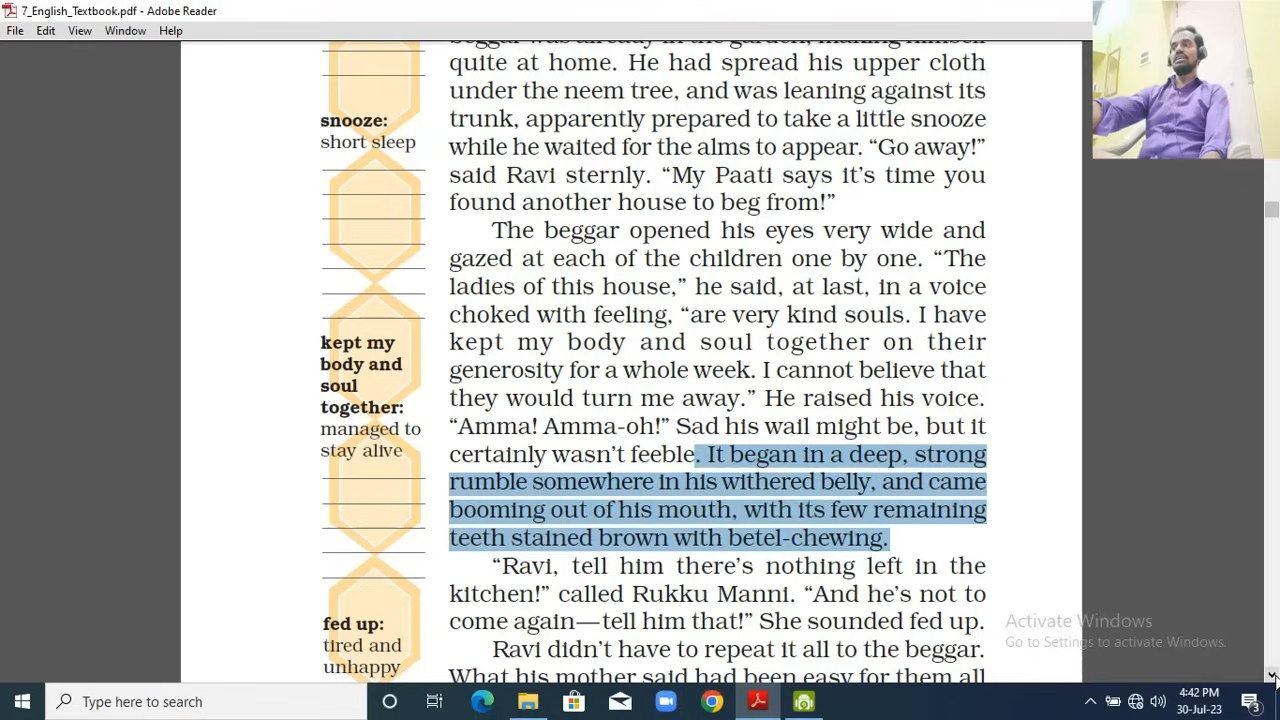 7_English_Textbook.pdf - Adobe Reader
File Edit View Window Help
quite at home. He had spread his upper cloth
under the neem tree, and was leaning against its
trunk, apparently prepared to take a little snooze
while he waited for the alms to appear. “Go away!”
said Ravi sternly. “My Paati says it’s time you
found another house to beg from!”
The beggar opened his eyes very wide and
gazed at each of the children one by one. “The
ladies of this house,” he said, at last, in a voice
choked with feeling, “are very kind souls. I have
kept my body and soul together on their
generosity for a whole week. I cannot believe that
they would turn me away.” He raised his voice.
“Amma! Amma-oh!” Sad his wail might be, but it
certainly wasn’t feeble. It began in a deep, strong
rumble somewhere in his withered belly, and came
booming out of his mouth, with its few remaining
teeth stained brown with betel-chewing.
“Ravi, tell him there’s nothing left in the
kitchen!” called Rukku Manni. “And he’s not to
come again—tell him that!” She sounded fed up.
Ravi didn’t have to repeat it all to the beggar.
What his mother said had been easy for them all
snooze:
short sleep
kept my
body and
soul
together:
managed to
stay alive
fed up:
tired and
unhappy
Activate Windows
Go to Settings to activate Windows.
Type here to search
4:42 PM
30-Jul-23
3